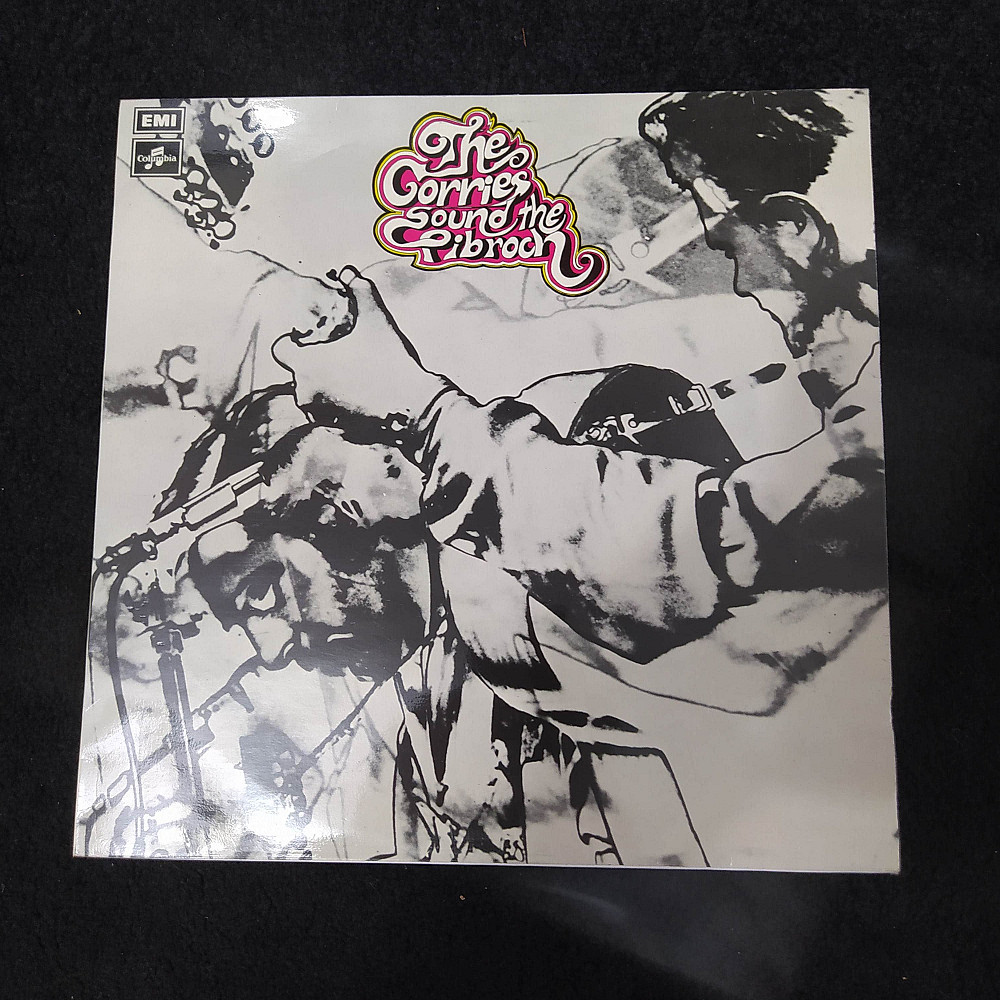 EMI
Columbia
The
Corries
sound the
Pibroch